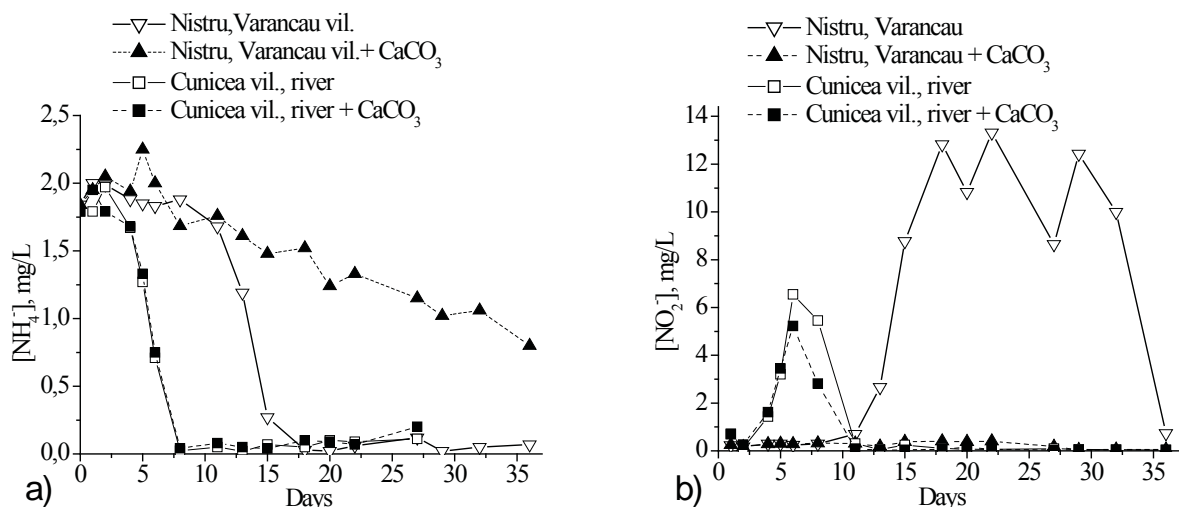 Nistru,Varancau vil.
Nistru, Varancau vil.+ CaCO₃
Cunicea vil., river
Cunicea vil., river + CaCO₃
2,5
2,0
1,5
1,0
0,5
0,0
[NH₄⁻], mg/L
0 5 10 15 20 25 30 35
Days
a)
Nistru, Varancau
Nistru, Varancau + CaCO₃
Cunicea vil., river
Cunicea vil., river + CaCO₃
14
12
10
8
6
4
2
0
[NO₂⁻], mg/L
0 5 10 15 20 25 30 35
Days
b)